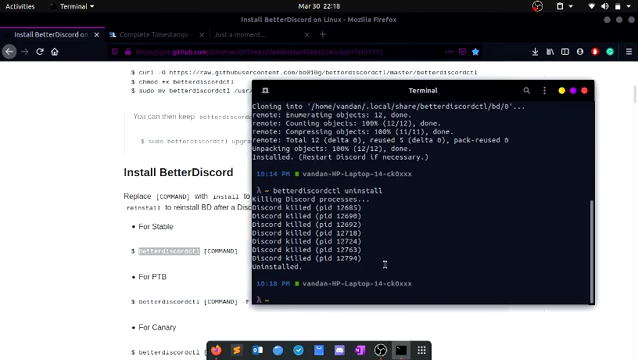 Activities
Terminal
Mar 30 22:18
Install BetterDiscord on Linux — Mozilla Firefox
Install BetterDiscord on
Complete Timestamp
Just a moment...
$ curl -O https://raw.githubusercontent.com/bb010g/betterdiscordctl/master/betterdiscordctl
$ chmod +x betterdiscordctl
$ sudo mv betterdiscordctl /usr/
You can then keep betterdiscordc
$ sudo betterdiscordctl upgra
Install BetterDiscord
Replace [COMMAND] with install to
reinstall to reinstall BD after a Disc
• For Stable
$ betterdiscordctl [COMMAND]
• For PTB
$ betterdiscordctl [COMMAND] -f
• For Canary
$ betterdiscordctl
Terminal
Cloning into '/home/vandan/.local/share/betterdiscordctl/bd/0'...
remote: Enumerating objects: 12, done.
remote: Counting objects: 100% (12/12), done.
remote: Compressing objects: 100% (11/11), done.
remote: Total 12 (delta 0), reused 5 (delta 0), pack-reused 0
Unpacking objects: 100% (12/12), done.
Installed. (Restart Discord if necessary.)
10:14 PM vandan-HP-Laptop-14-ck0xxx
λ ~ betterdiscordctl uninstall
Killing Discord processes...
Discord killed (pid 12685)
Discord killed (pid 12690)
Discord killed (pid 12692)
Discord killed (pid 12718)
Discord killed (pid 12724)
Discord killed (pid 12763)
Discord killed (pid 12794)
Uninstalled.
10:18 PM vandan-HP-Laptop-14-ck0xxx
λ ~